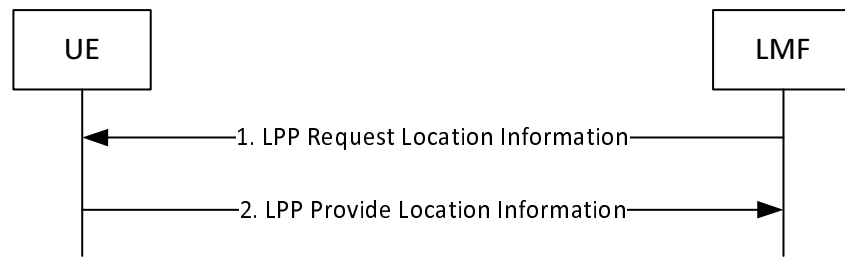 UE
LMF
1. LPP Request Location Information
2. LPP Provide Location Information